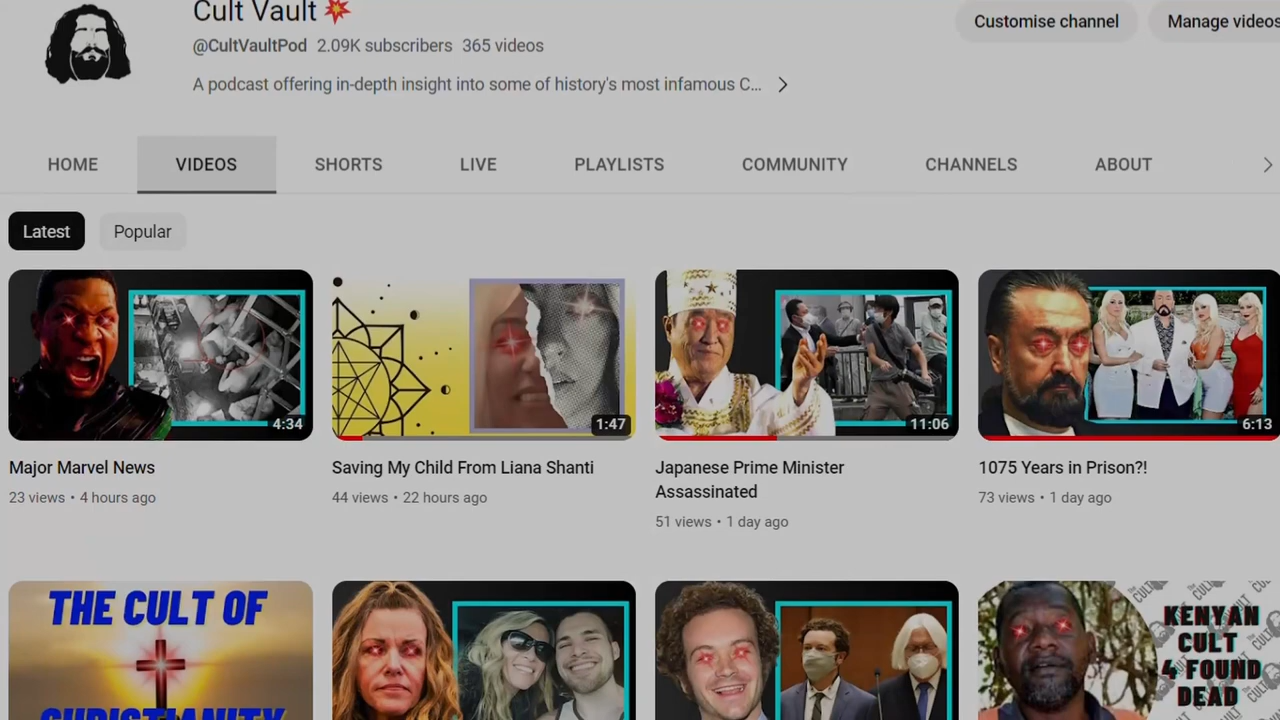 Cult Vault
@CultVaultPod 2.09K subscribers 365 videos
Customise channel
Manage videos
A podcast offering in-depth insight into some of history's most infamous C...
HOME
VIDEOS
SHORTS
LIVE
PLAYLISTS
COMMUNITY
CHANNELS
ABOUT
Latest
Popular
4:34
1:47
11:06
6:13
Major Marvel News
23 views • 4 hours ago
Saving My Child From Liana Shanti
44 views • 22 hours ago
Japanese Prime Minister
Assassinated
51 views • 1 day ago
1075 Years in Prison?!
73 views • 1 day ago
THE CULT OF
CHRISTIANITY
KENYAN
CULT
4 FOUND
DEAD